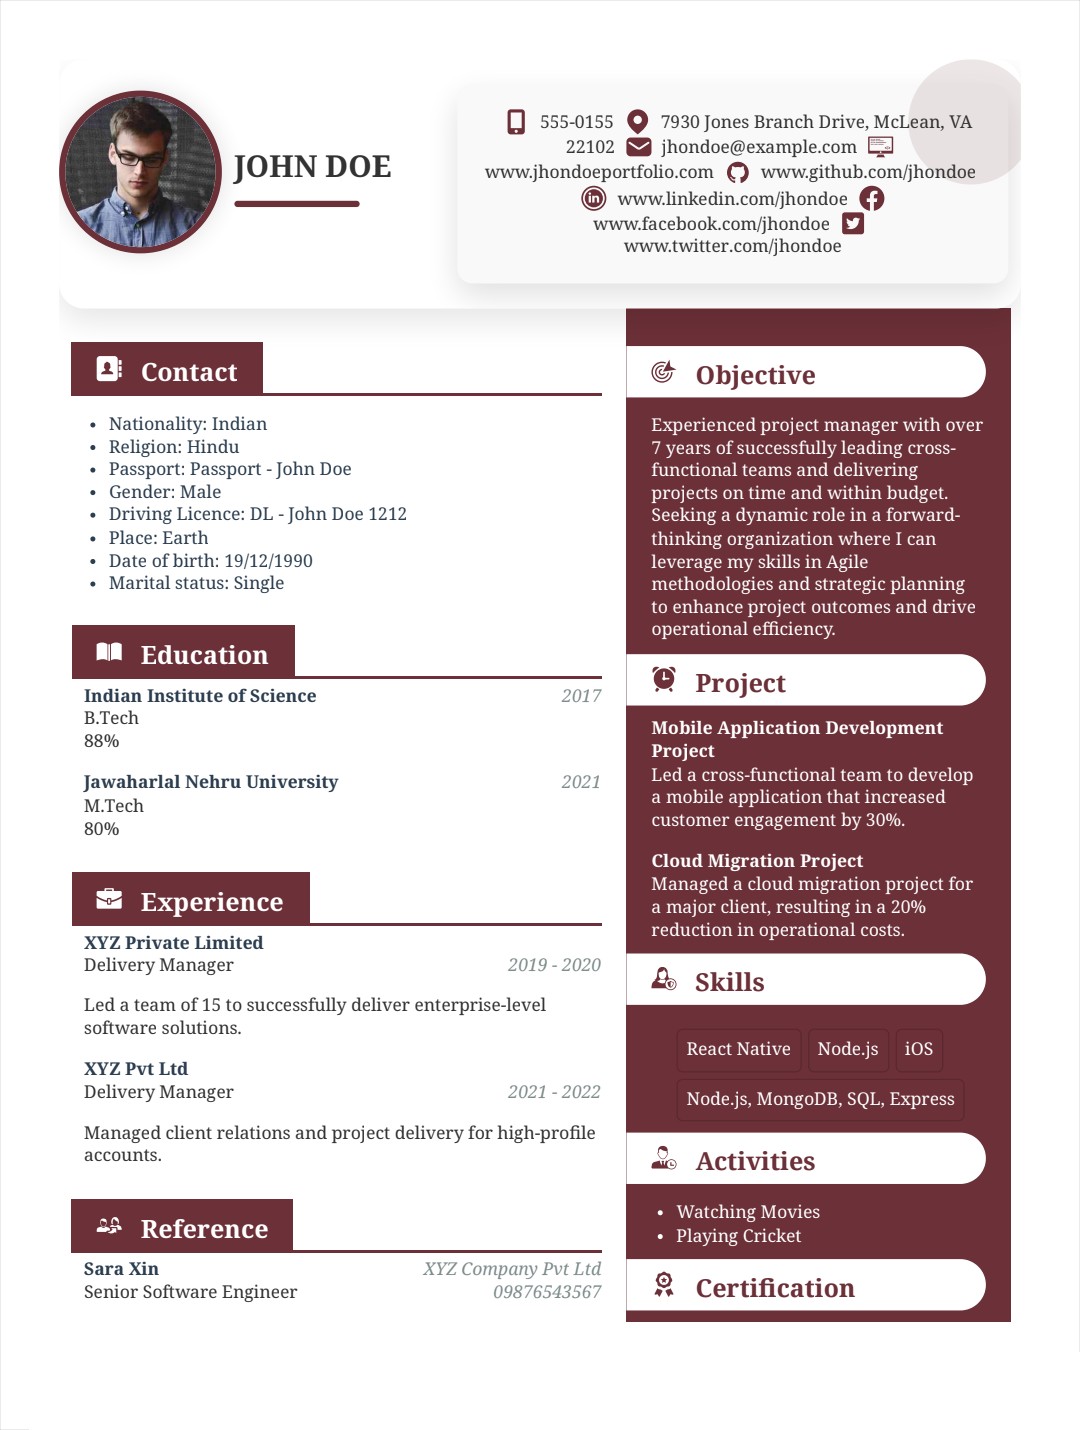 JOHN DOE
555-0155 7930 Jones Branch Drive, McLean, VA
22102 jhondoe@example.com
www.jhondoeportfolio.com www.github.com/jhondoe
www.linkedin.com/jhondoe
www.facebook.com/jhondoe
www.twitter.com/jhondoe
Contact
• Nationality: Indian
• Religion: Hindu
• Passport: Passport - John Doe
• Gender: Male
• Driving Licence: DL - John Doe 1212
• Place: Earth
• Date of birth: 19/12/1990
• Marital status: Single
Education
Indian Institute of Science 2017
B.Tech
88%
Jawaharlal Nehru University 2021
M.Tech
80%
Experience
XYZ Private Limited
Delivery Manager 2019 - 2020
Led a team of 15 to successfully deliver enterprise-level
software solutions.
XYZ Pvt Ltd
Delivery Manager 2021 - 2022
Managed client relations and project delivery for high-profile
accounts.
Reference
Sara Xin XYZ Company Pvt Ltd
Senior Software Engineer 09876543567
Objective
Experienced project manager with over
7 years of successfully leading cross-
functional teams and delivering
projects on time and within budget.
Seeking a dynamic role in a forward-
thinking organization where I can
leverage my skills in Agile
methodologies and strategic planning
to enhance project outcomes and drive
operational efficiency.
Project
Mobile Application Development
Project
Led a cross-functional team to develop
a mobile application that increased
customer engagement by 30%.
Cloud Migration Project
Managed a cloud migration project for
a major client, resulting in a 20%
reduction in operational costs.
Skills
React Native Node.js iOS
Node.js, MongoDB, SQL, Express
Activities
• Watching Movies
• Playing Cricket
Certification